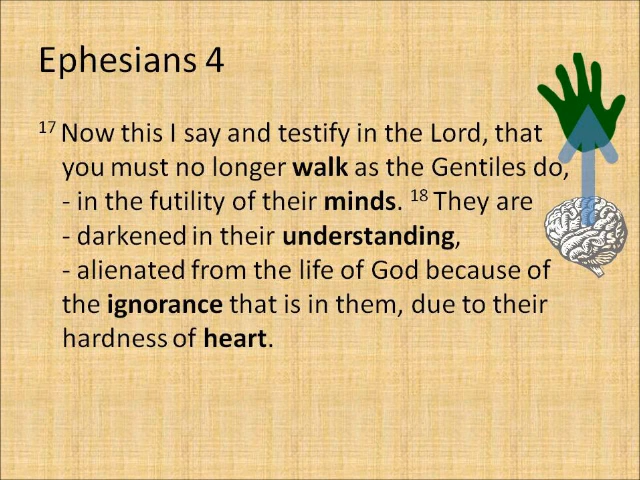 Ephesians 4
17 Now this I say and testify in the Lord, that
you must no longer walk as the Gentiles do,
- in the futility of their minds. 18 They are
- darkened in their understanding,
- alienated from the life of God because of
the ignorance that is in them, due to their
hardness of heart.